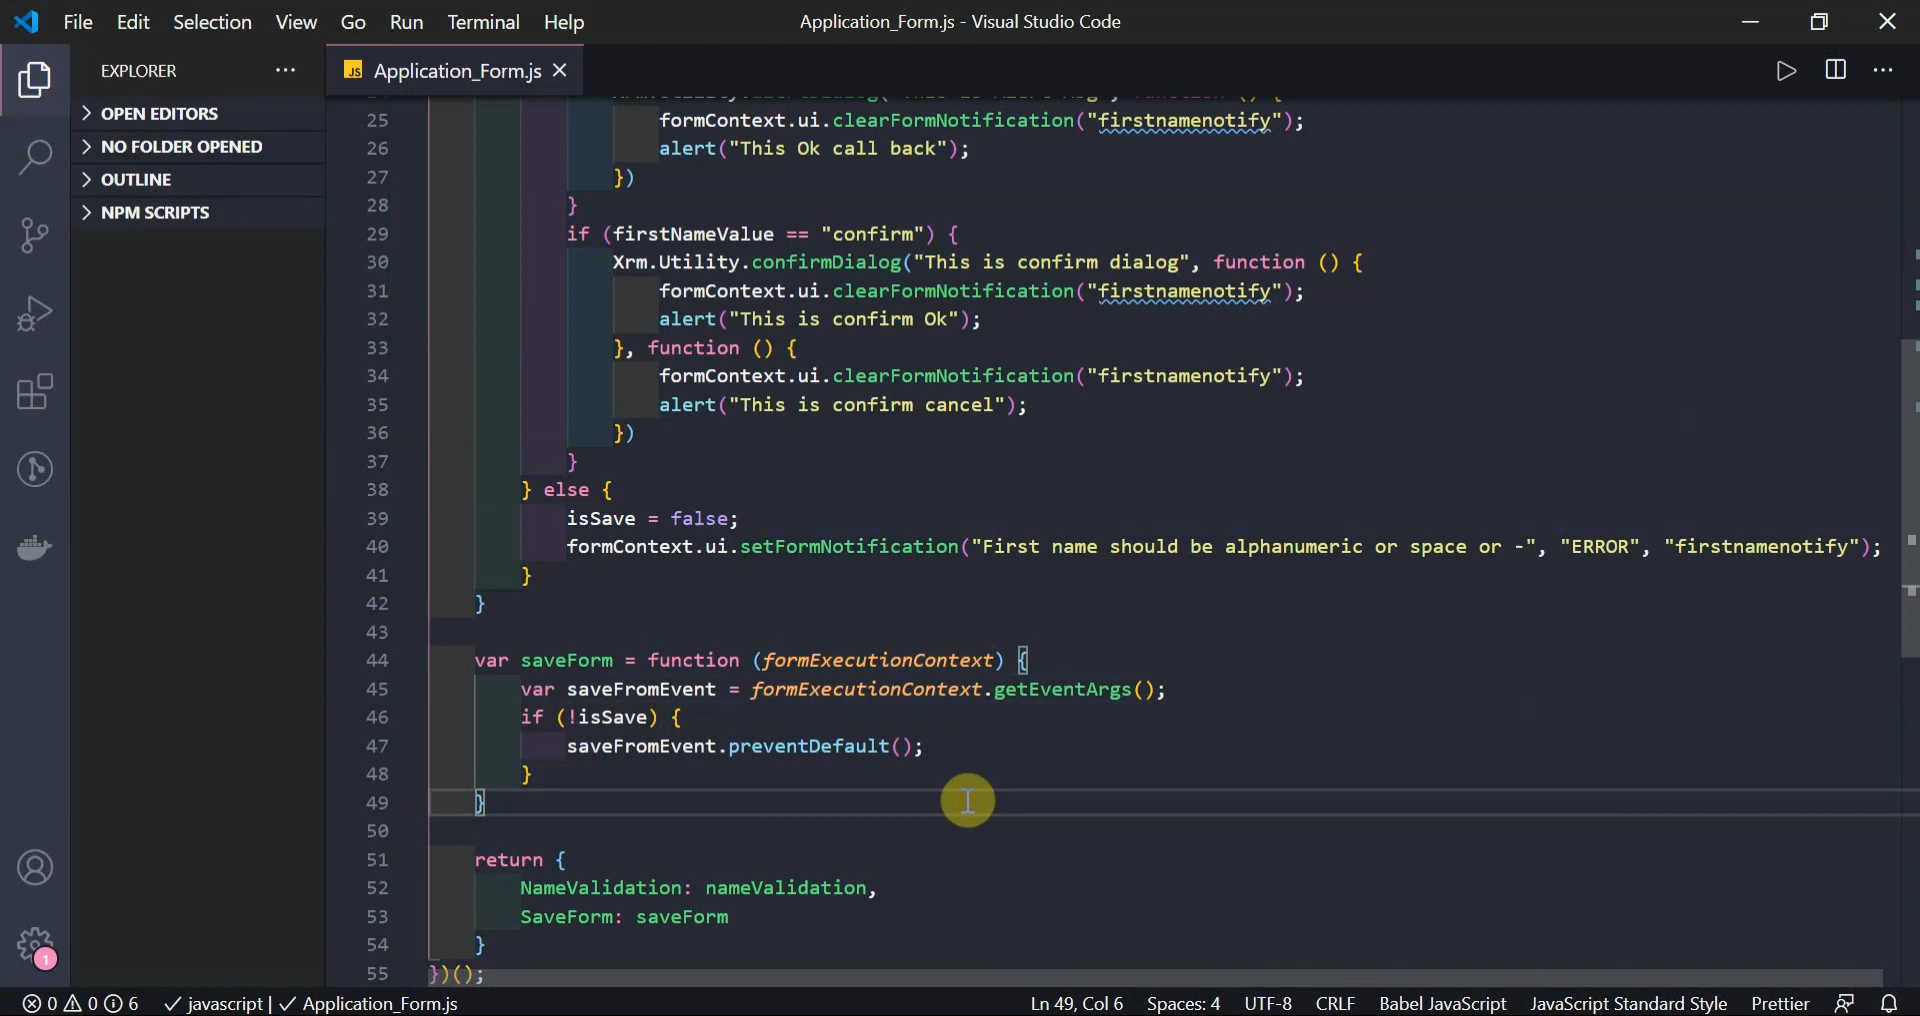 File Edit Selection View Go Run Terminal Help
Application_Form.js - Visual Studio Code
EXPLORER
OPEN EDITORS
NO FOLDER OPENED
OUTLINE
NPM SCRIPTS
1
JS Application_Form.js
25 formContext.ui.clearFormNotification("firstnamenotify");
26 alert("This Ok call back");
27 })
28 }
29 if (firstNameValue == "confirm") {
30 Xrm.Utility.confirmDialog("This is confirm dialog", function () {
31 formContext.ui.clearFormNotification("firstnamenotify");
32 alert("This is confirm Ok");
33 }, function () {
34 formContext.ui.clearFormNotification("firstnamenotify");
35 alert("This is confirm cancel");
36 })
37 }
38 } else {
39 isSave = false;
40 formContext.ui.setFormNotification("First name should be alphanumeric or space or -", "ERROR", "firstnamenotify");
41 }
42 }
43
44 var saveForm = function (formExecutionContext) {
45 var saveFromEvent = formExecutionContext.getEventArgs();
46 if (!isSave) {
47 saveFromEvent.preventDefault();
48 }
49 }
50
51 return {
52 NameValidation: nameValidation,
53 SaveForm: saveForm
54 }
55 })();
0 0 6 javascript | Application_Form.js
Ln 49, Col 6 Spaces: 4 UTF-8 CRLF Babel JavaScript JavaScript Standard Style Prettier